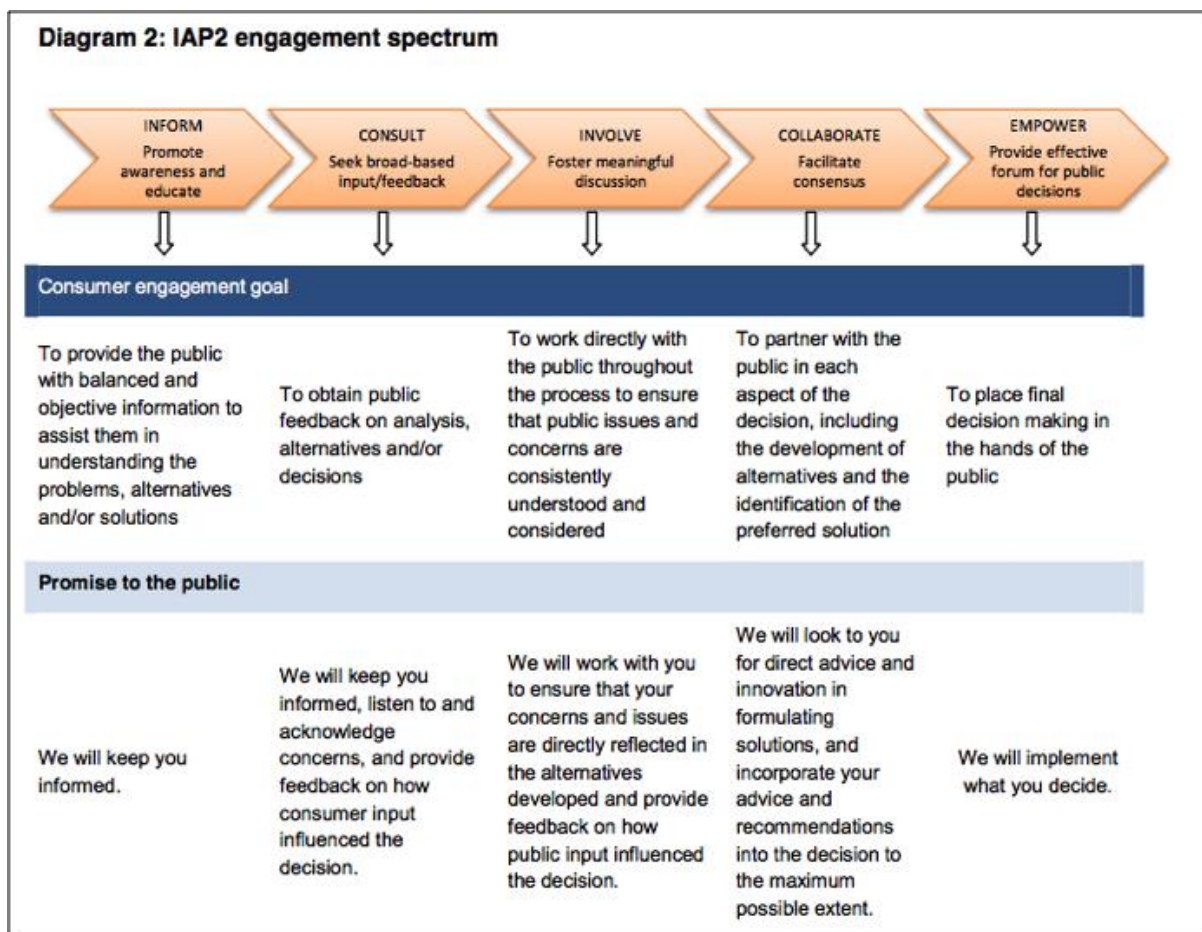 Diagram 2: IAP2 engagement spectrum
INFORM
Promote
awareness and
educate
CONSULT
Seek broad-based
input/feedback
INVOLVE
Foster meaningful
discussion
COLLABORATE
Facilitate
consensus
EMPOWER
Provide effective
forum for public
decisions
Consumer engagement goal
To provide the public
with balanced and
objective information to
assist them in
understanding the
problems, alternatives
and/or solutions
To obtain public
feedback on analysis,
alternatives and/or
decisions
To work directly with
the public throughout
the process to ensure
that public issues and
concerns are
consistently
understood and
considered
To partner with the
public in each
aspect of the
decision, including
the development of
alternatives and the
identification of the
preferred solution
To place final
decision making in
the hands of the
public
Promise to the public
We will keep you
informed.
We will keep you
informed, listen to and
acknowledge
concerns, and provide
feedback on how
consumer input
influenced the
decision.
We will work with you
to ensure that your
concerns and issues
are directly reflected in
the alternatives
developed and provide
feedback on how
public input influenced
the decision.
We will look to you
for direct advice and
innovation in
formulating
solutions, and
incorporate your
advice and
recommendations
into the decision to
the maximum
possible extent.
We will implement
what you decide.